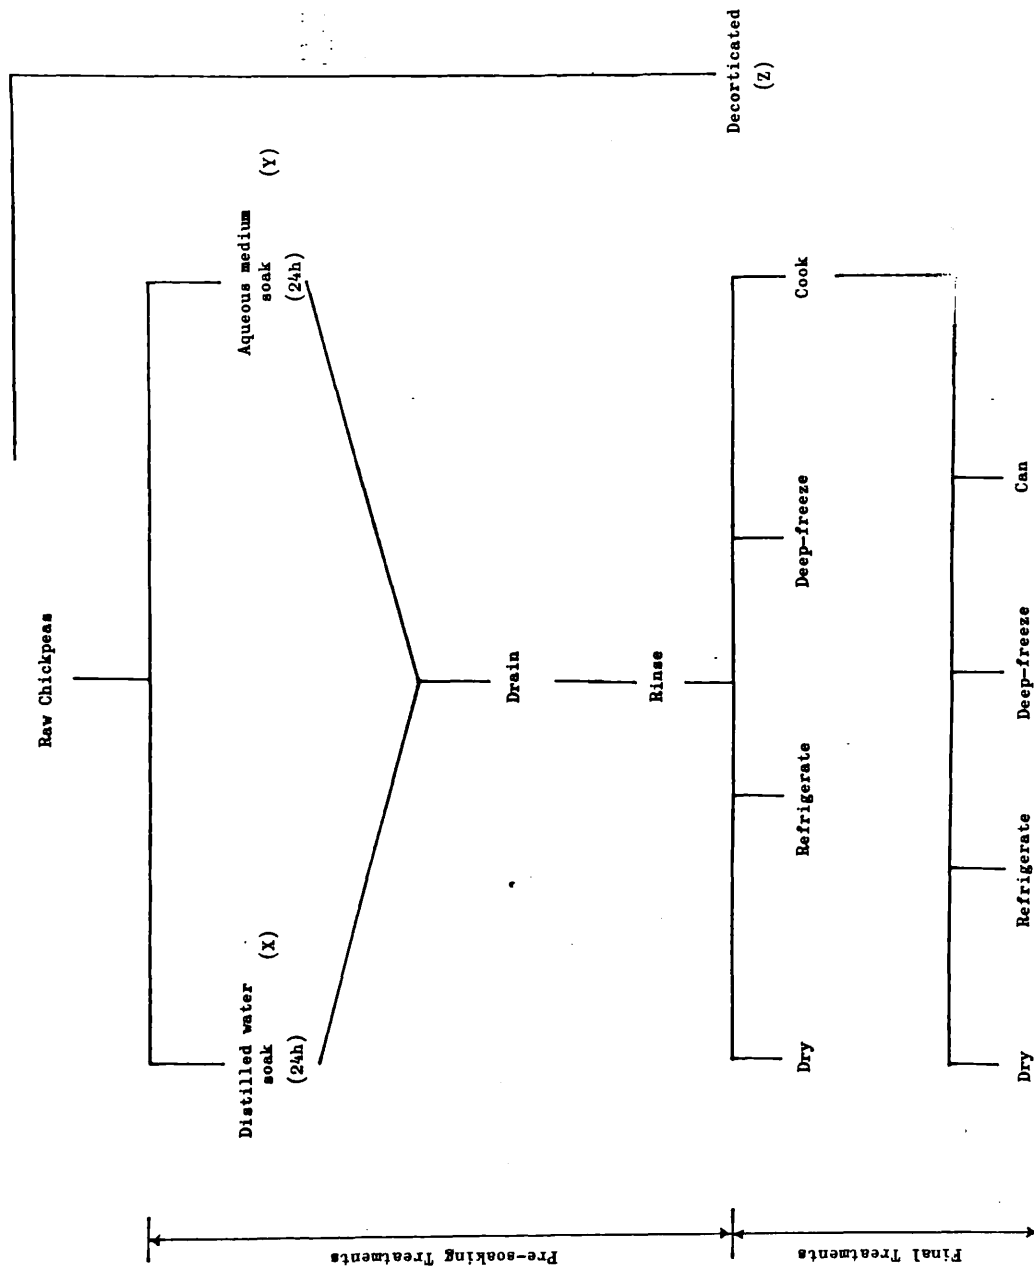 Raw Chickpeas
Distilled water (X)
soak
(24h)
Aqueous medium (Y)
soak
(24h)
Drain
Rinse
Decorticated
(Z)
Dry
Refrigerate
Deep-freeze
Cook
Dry
Refrigerate
Deep-freeze
Can
Pre-soaking Treatments
Final Treatments